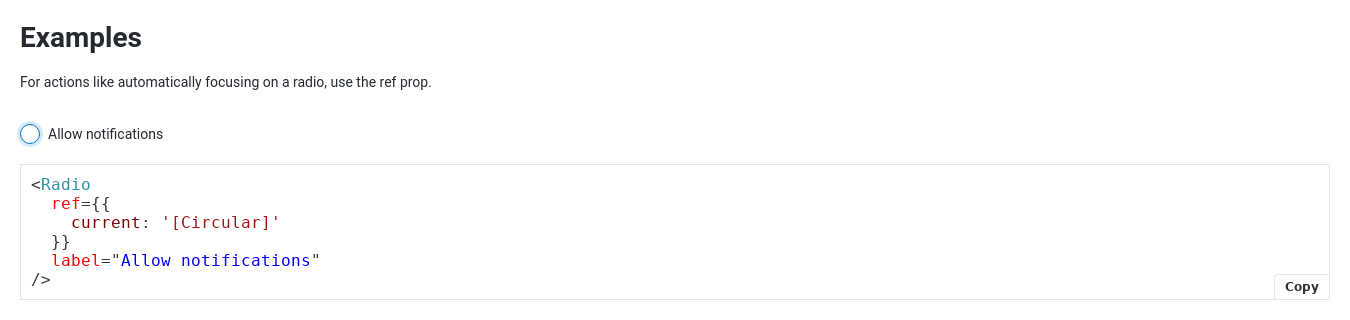 Examples
For actions like automatically focusing on a radio, use the ref prop.
Allow notifications
<Radio
  ref={{
    current: '[Circular]'
  }}
  label="Allow notifications"
/>
Copy